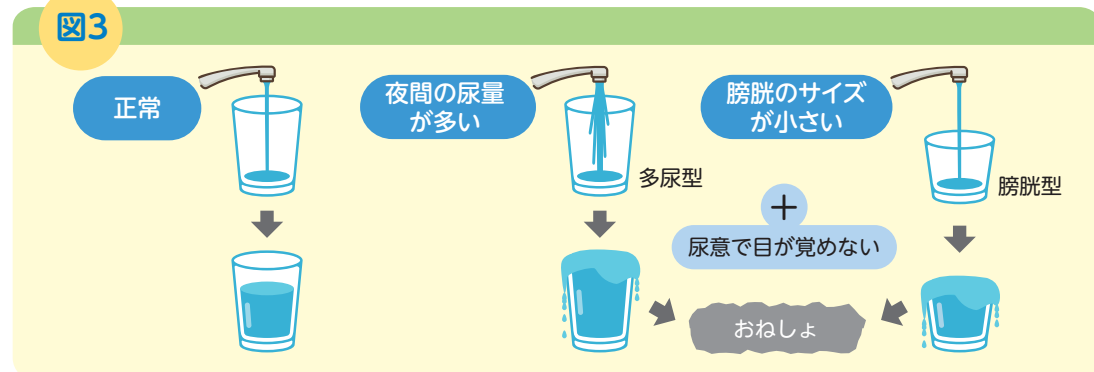 図3
正常
夜間の尿量
が多い
膀胱のサイズ
が小さい
多尿型
膀胱型
+
尿意で目が覚めない
おねしょ